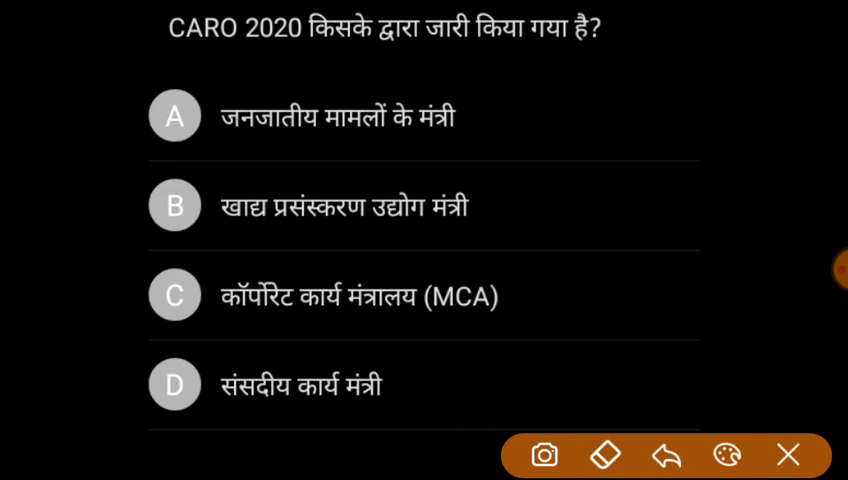 CARO 2020 किसके द्वारा जारी किया गया है?
A जनजातीय मामलों के मंत्री
B खाद्य प्रसंस्करण उद्योग मंत्री
C कॉर्पोरेट कार्य मंत्रालय (MCA)
D संसदीय कार्य मंत्री